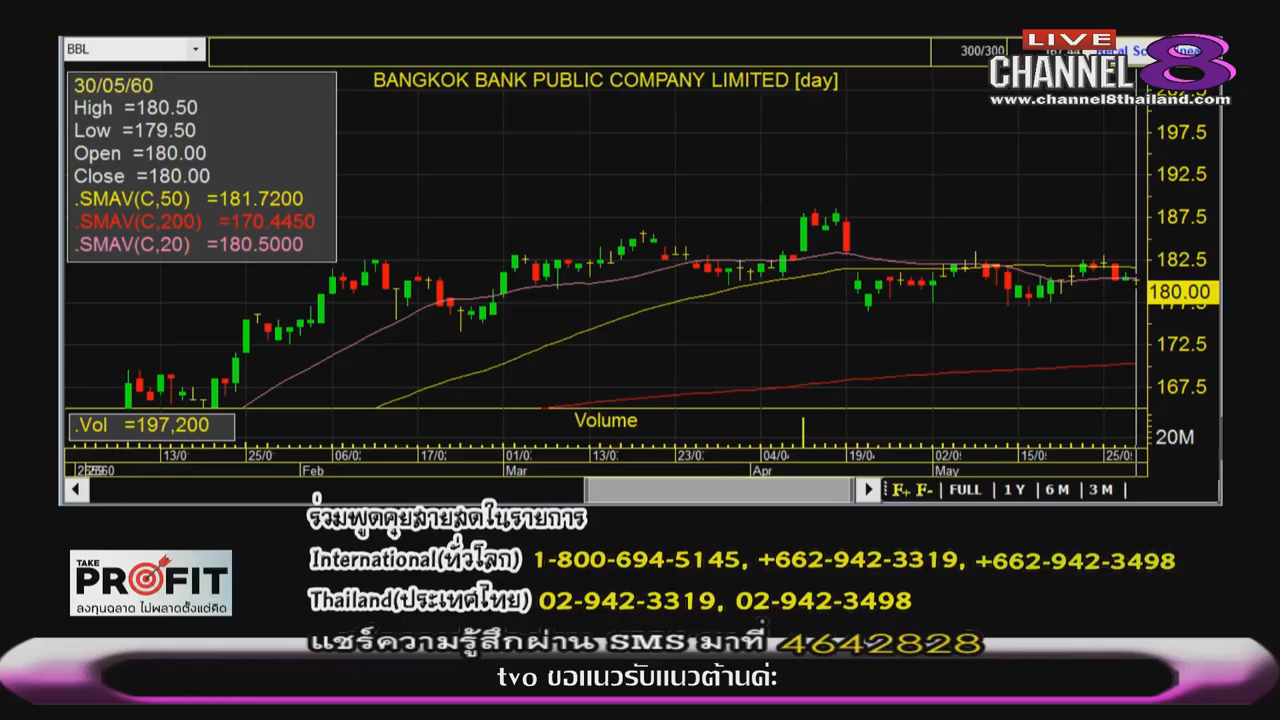 BBL
300/300
LIVE
CHANNEL 8
www.channel8thailand.com
BANGKOK BANK PUBLIC COMPANY LIMITED [day]
30/05/60
High =180.50
Low =179.50
Open =180.00
Close =180.00
.SMAV(C,50) =181.7200
.SMAV(C,200) =170.4450
.SMAV(C,20) =180.5000
197.5
192.5
187.5
182.5
180.00
172.5
167.5
.Vol =197,200
Volume
20M
13/0 25/0 06/0 17/0 01/0 13/0 23/0 04/0 19/0 02/0 15/0 25/0
Feb Mar Apr May
F+ F- | FULL | 1 Y | 6 M | 3 M |
ร่วมพูดคุยสายสดในรายการ
International(ทั่วโลก) 1-800-694-5145, +662-942-3319, +662-942-3498
TAKE
PROFIT
ลงทุนฉลาด ไม่พลาดตั้งแต่คิด
Thailand(ประเทศไทย) 02-942-3319, 02-942-3498
แชร์ความรู้สึกผ่าน SMS มาที่ 4642828
tvo ขอแนวรับแนวต้านค่ะ